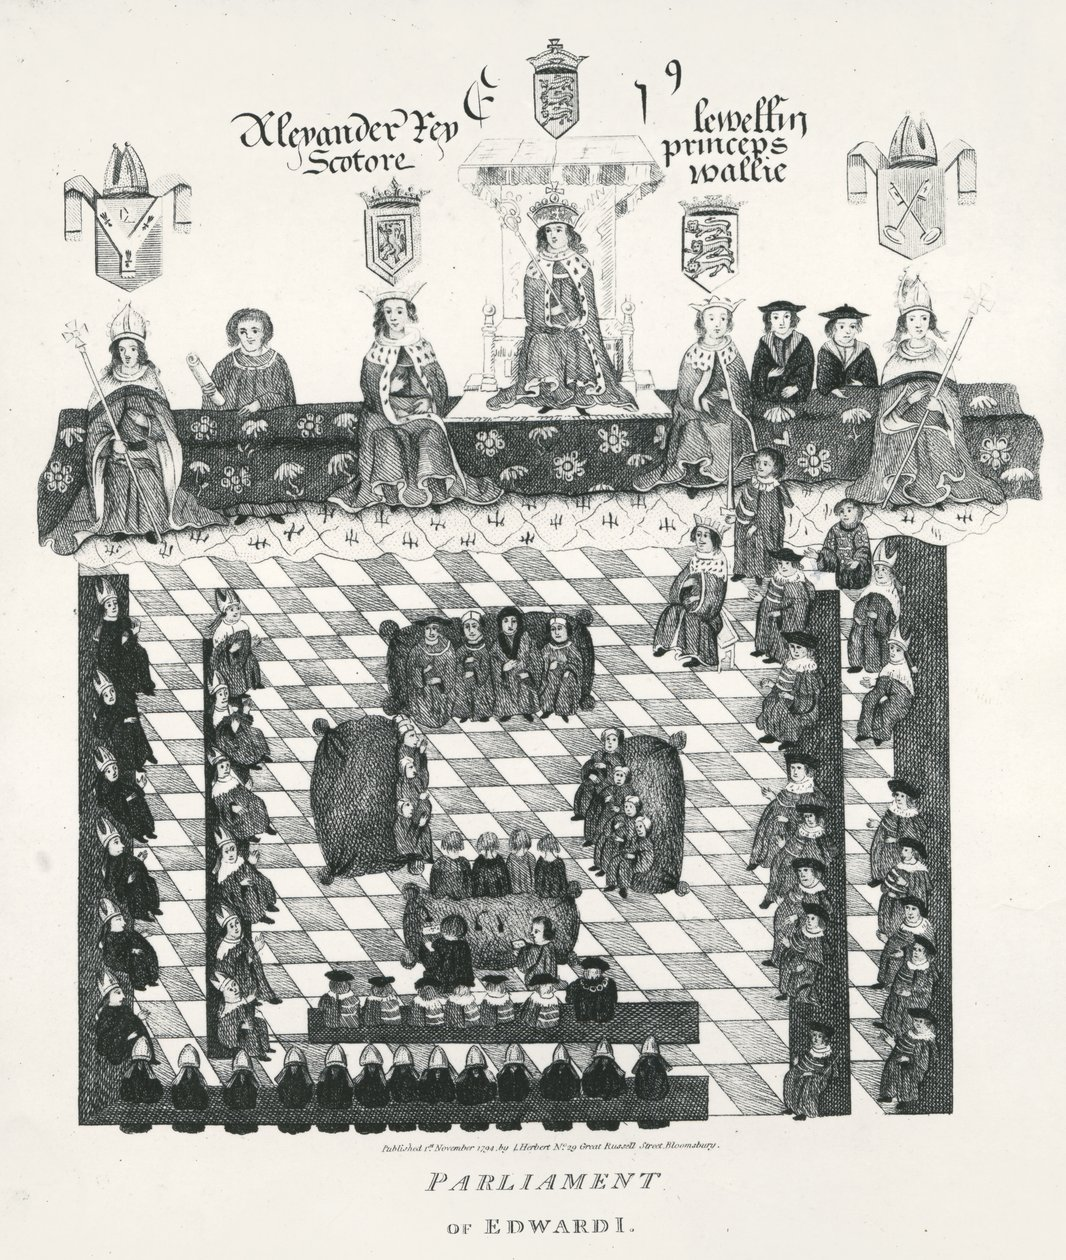 E 1 9
Alexander Rex
Scotore
lewellin
princeps
wallie
Published 1st November 1794, by I. Herbert No. 29 Great Russell Street Bloomsbury.
PARLIAMENT
OF EDWARD I.